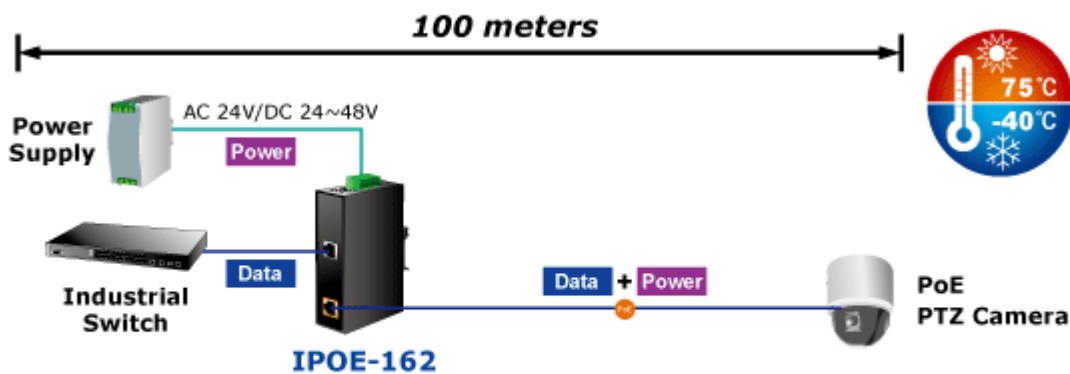 100 meters
AC 24V/DC 24~48V
Power
Supply
Power
75°C
-40°C
Data
Industrial
Switch
Data + Power
PoE
PoE
PTZ Camera
IPOE-162